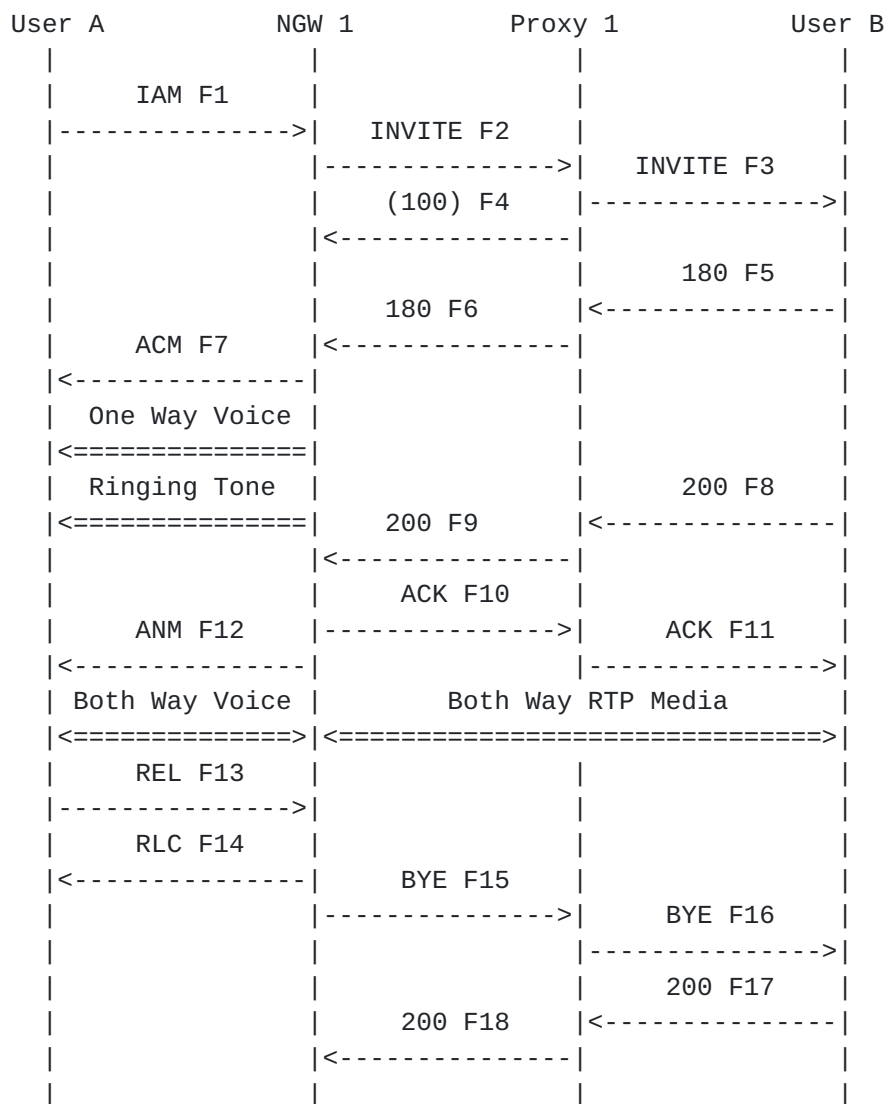 User A NGW 1 Proxy 1 User B
IAM F1
INVITE F2
INVITE F3
(100) F4
180 F5
180 F6
ACM F7
One Way Voice
Ringing Tone 200 F8
200 F9
ACK F10
ANM F12 ACK F11
Both Way Voice Both Way RTP Media
REL F13
RLC F14
BYE F15
BYE F16
200 F17
200 F18